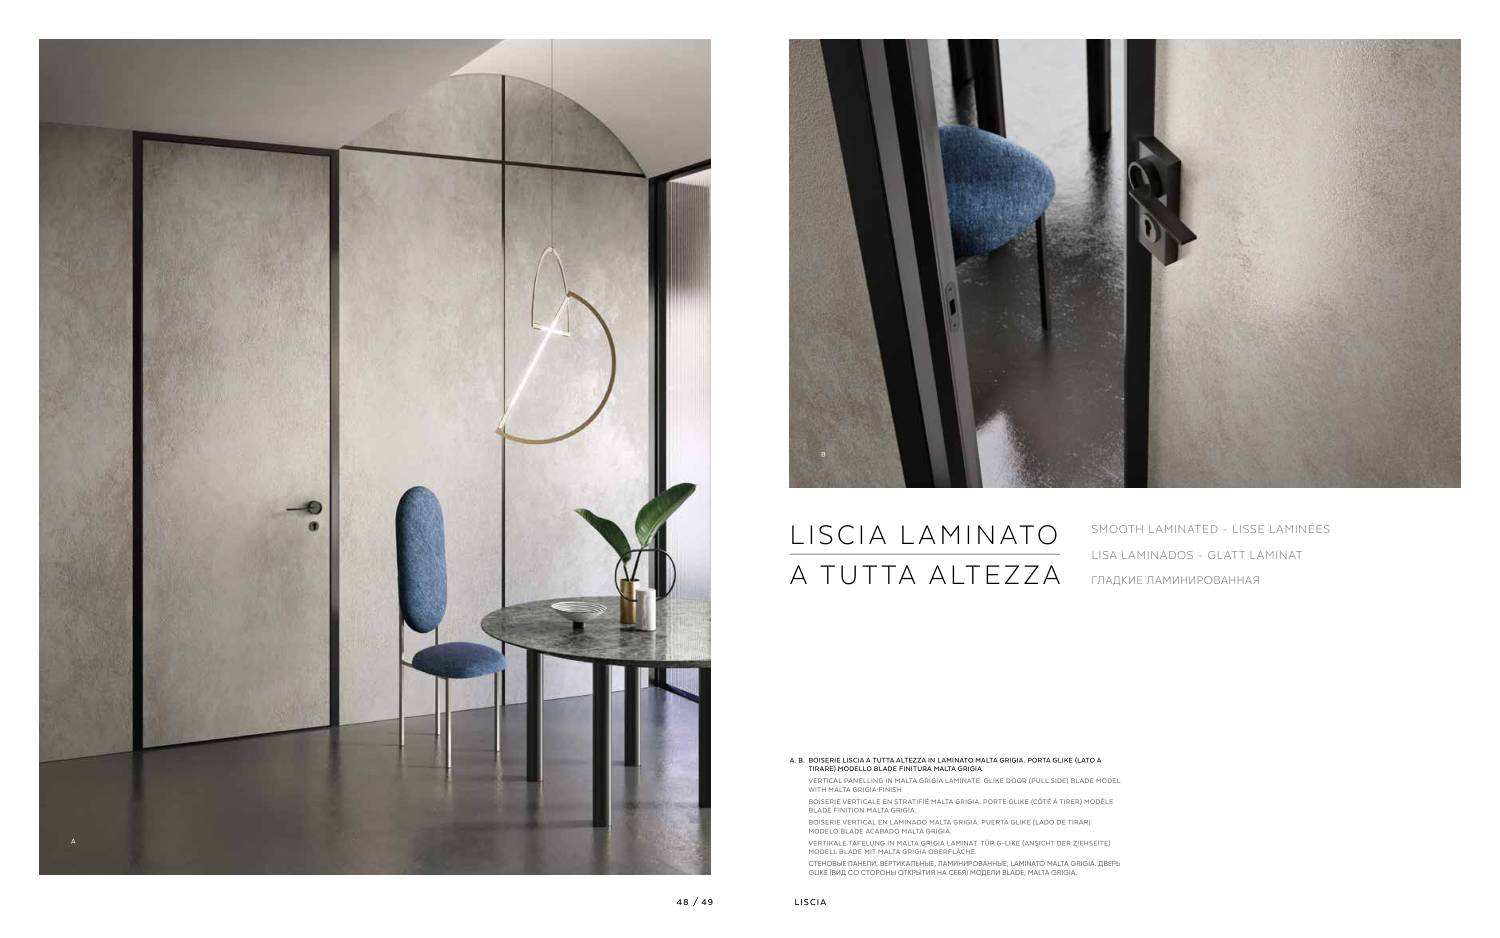 A
B
LISCIA LAMINATO
A TUTTA ALTEZZA
SMOOTH LAMINATED - LISSE LAMINÉES
LISA LAMINADOS - GLATT LAMINAT
ГЛАДКИЕ ЛАМИНИРОВАННАЯ
A. B. BOISERIE LISCIA A TUTTA ALTEZZA IN LAMINATO MALTA GRIGIA. PORTA GLIKE (LATO A
TIRARE) MODELLO BLADE FINITURA MALTA GRIGIA.
VERTICAL PANELLING IN MALTA GRIGIA LAMINATE. GLIKE DOOR (PULL SIDE) BLADE MODEL
WITH MALTA GRIGIA FINISH
BOISERIE VERTICALE EN STRATIFIÉ MALTA GRIGIA. PORTE GLIKE (CÔTÉ À TIRER) MODÈLE
BLADE FINITION MALTA GRIGIA.
BOISERIE VERTICAL EN LAMINADO MALTA GRIGIA. PUERTA GLIKE (LADO DE TIRAR)
MODELO BLADE ACABADO MALTA GRIGIA.
VERTIKALE TÄFELUNG IN MALTA GRIGIA LAMINAT. TÜR G-LIKE (ANSICHT DER ZIEHSEITE)
MODELL BLADE MIT MALTA GRIGIA OBERFLÄCHE.
СТЕНОВЫЕ ПАНЕЛИ, ВЕРТИКАЛЬНЫЕ, ЛАМИНИРОВАННЫЕ, LAMINATO MALTA GRIGIA. ДВЕРЬ
GLIKE (ВИД СО СТОРОНЫ ОТКРЫТИЯ НА СЕБЯ) МОДЕЛИ BLADE, MALTA GRIGIA.
48 / 49
LISCIA